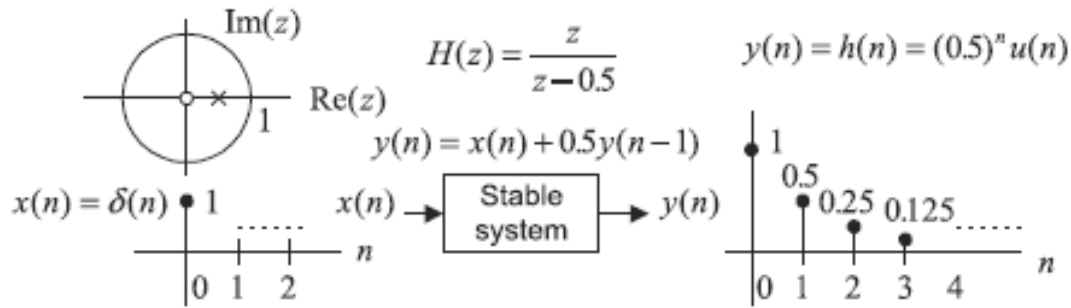 Im(z)
H(z) = z / (z − 0.5)
y(n) = h(n) = (0.5)^n u(n)
Re(z)
1
y(n) = x(n) + 0.5y(n−1)
x(n) = δ(n)
1
n
0 1 2
x(n)
Stable
system
y(n)
1
0.5
0.25
0.125
n
0 1 2 3 4